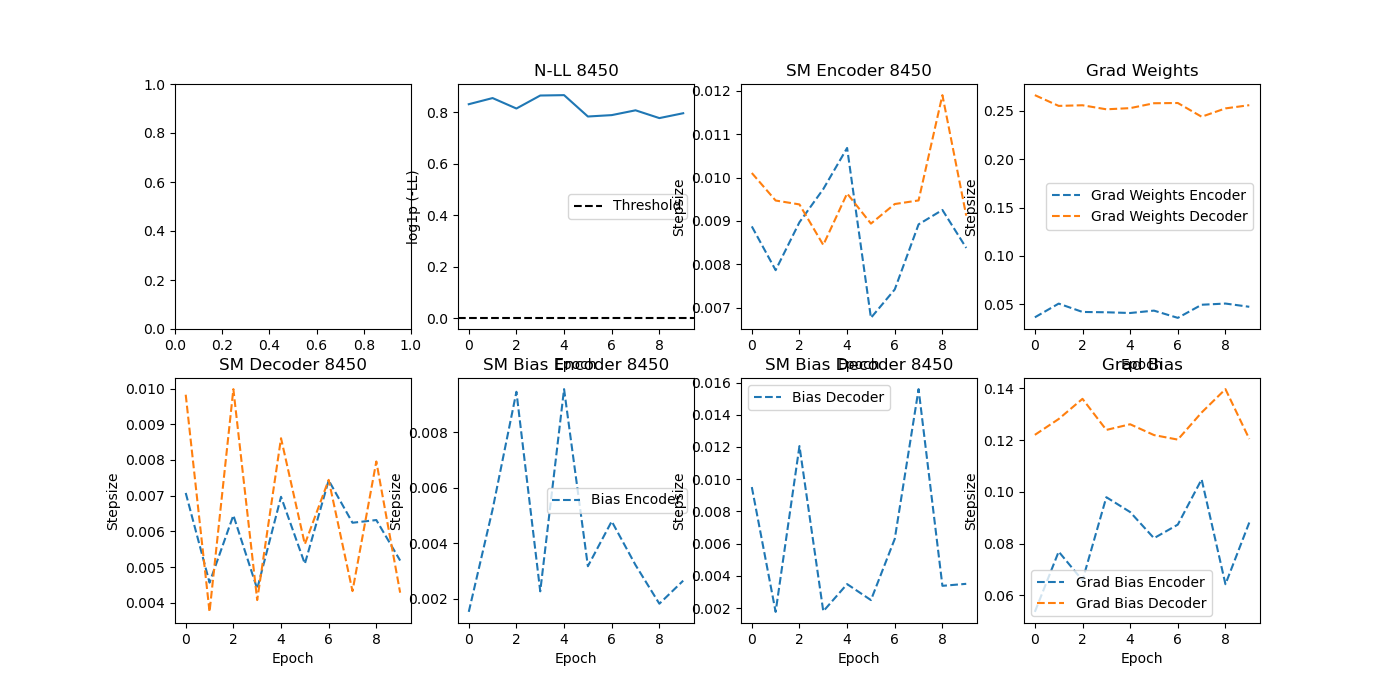 1.0
0.8
0.6
0.4
0.2
0.0
0.0 0.2 0.4 0.6 0.8 1.0
N-LL 8450
log1p (-LL)
0.8
0.6
0.4
0.2
0.0
Threshold
0 2 4 6 8
Epoch
SM Encoder 8450
Stepsize
0.012
0.011
0.010
0.009
0.008
0.007
0 2 4 6 8
Epoch
Grad Weights
Stepsize
0.25
0.20
0.15
0.10
0.05
Grad Weights Encoder
Grad Weights Decoder
0 2 4 6 8
Epoch
SM Decoder 8450
Stepsize
0.010
0.009
0.008
0.007
0.006
0.005
0.004
0 2 4 6 8
Epoch
SM Bias Encoder 8450
Stepsize
0.008
0.006
0.004
0.002
Bias Encoder
0 2 4 6 8
Epoch
SM Bias Decoder 8450
Stepsize
0.016
0.014
0.012
0.010
0.008
0.006
0.004
0.002
Bias Decoder
0 2 4 6 8
Epoch
Grad Bias
Stepsize
0.14
0.12
0.10
0.08
0.06
Grad Bias Encoder
Grad Bias Decoder
0 2 4 6 8
Epoch